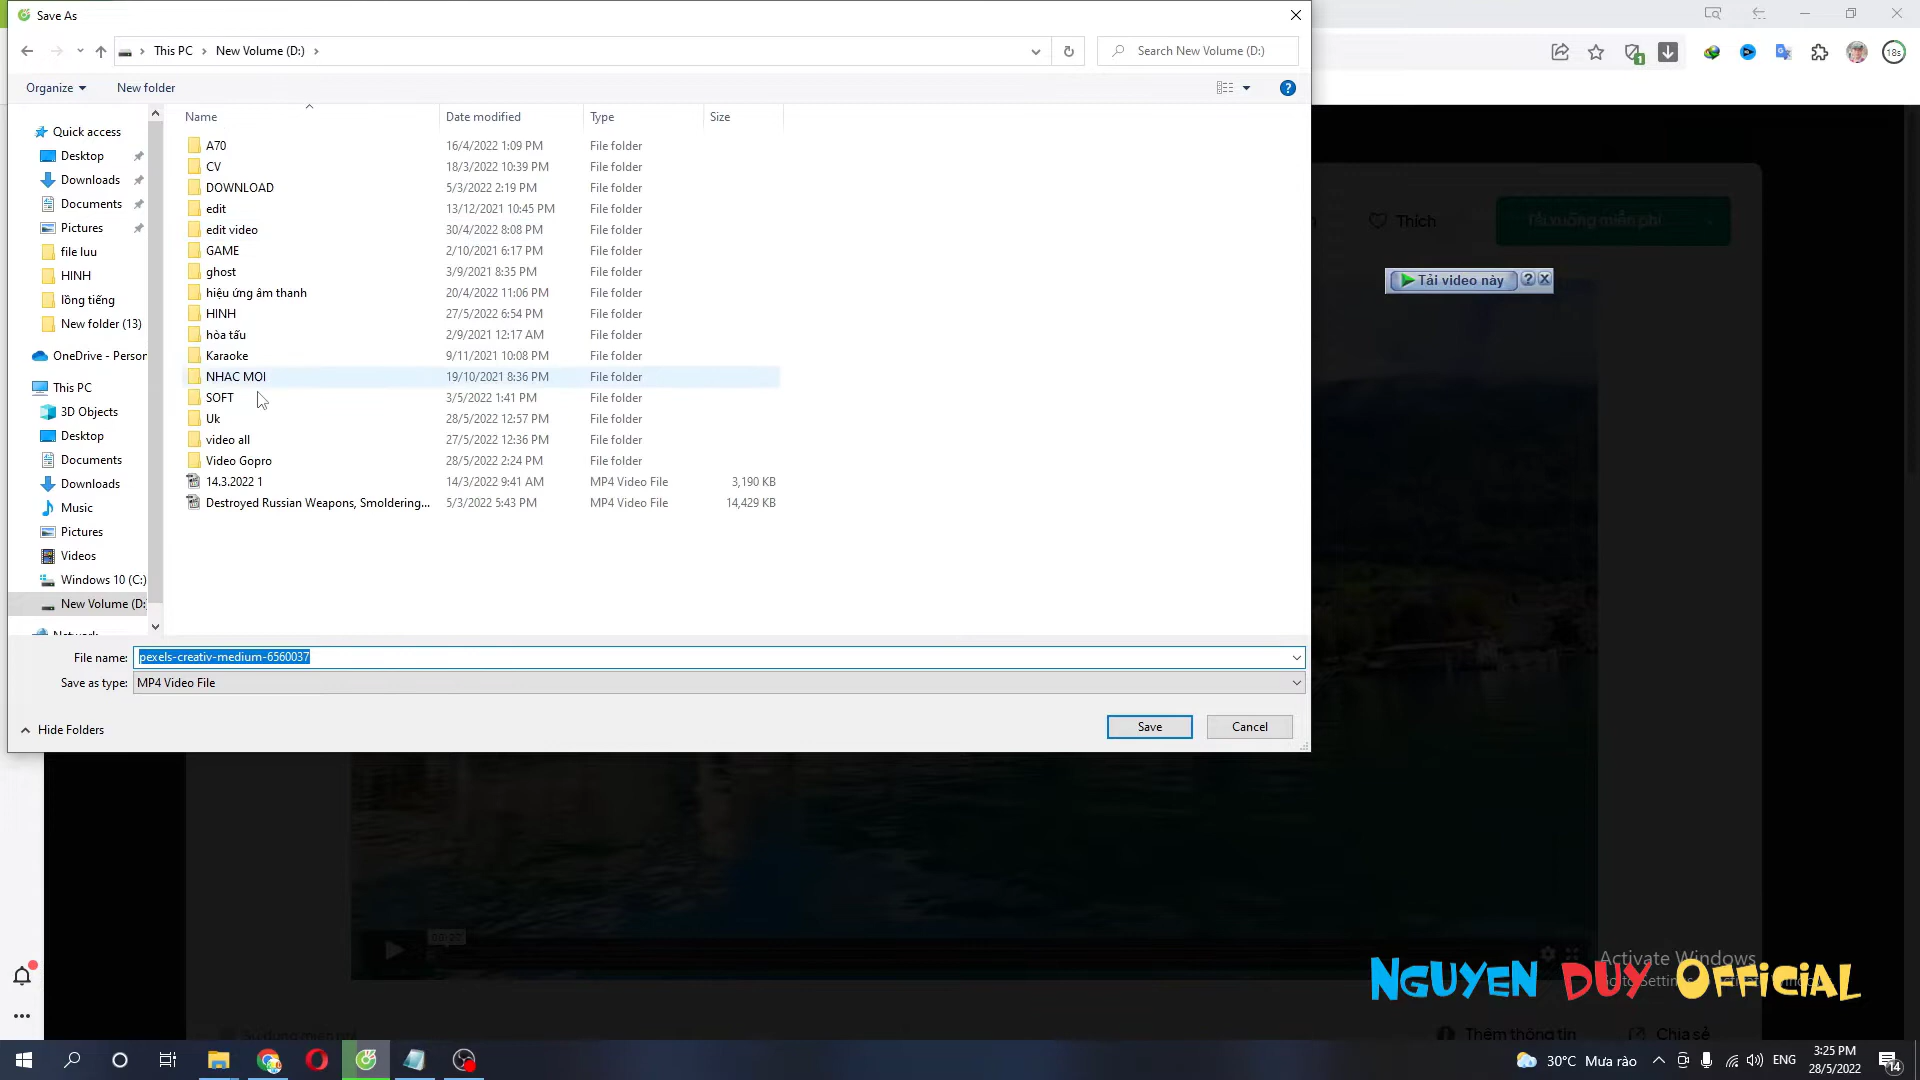 Save As
This PC > New Volume (D:) >
Search New Volume (D:)
18s
Organize
New folder
Name Date modified Type Size
A70 16/4/2022 1:09 PM File folder
CV 18/3/2022 10:39 PM File folder
DOWNLOAD 5/3/2022 2:19 PM File folder
edit 13/12/2021 10:45 PM File folder
edit video 30/4/2022 8:08 PM File folder
GAME 2/10/2021 6:17 PM File folder
ghost 3/9/2021 8:35 PM File folder
hiệu ứng âm thanh 20/4/2022 11:06 PM File folder
HINH 27/5/2022 6:54 PM File folder
hòa tấu 2/9/2021 12:17 AM File folder
Karaoke 9/11/2021 10:08 PM File folder
NHAC MOI 19/10/2021 8:36 PM File folder
SOFT 3/5/2022 1:41 PM File folder
Uk 28/5/2022 12:57 PM File folder
video all 27/5/2022 12:36 PM File folder
Video Gopro 28/5/2022 2:24 PM File folder
14.3.2022 1 14/3/2022 9:41 AM MP4 Video File 3,190 KB
Destroyed Russian Weapons, Smoldering... 5/3/2022 5:43 PM MP4 Video File 14,429 KB
Quick access
Desktop
Downloads
Documents
Pictures
file luu
HINH
lồng tiếng
New folder (13)
OneDrive - Person
This PC
3D Objects
Desktop
Documents
Downloads
Music
Pictures
Videos
Windows 10 (C:)
New Volume (D:
Network
File name: pexels-creativ-medium-6560037
Save as type: MP4 Video File
Hide Folders
Save
Cancel
Thích
Tải xuống miễn phí
Tải video này
Activate Windows
NGUYEN DUY OFFICIAL
Sử dụng miễn phí
Thêm thông tin
Chia sẻ
30°C Mưa rào
ENG
3:25 PM
28/5/2022
14